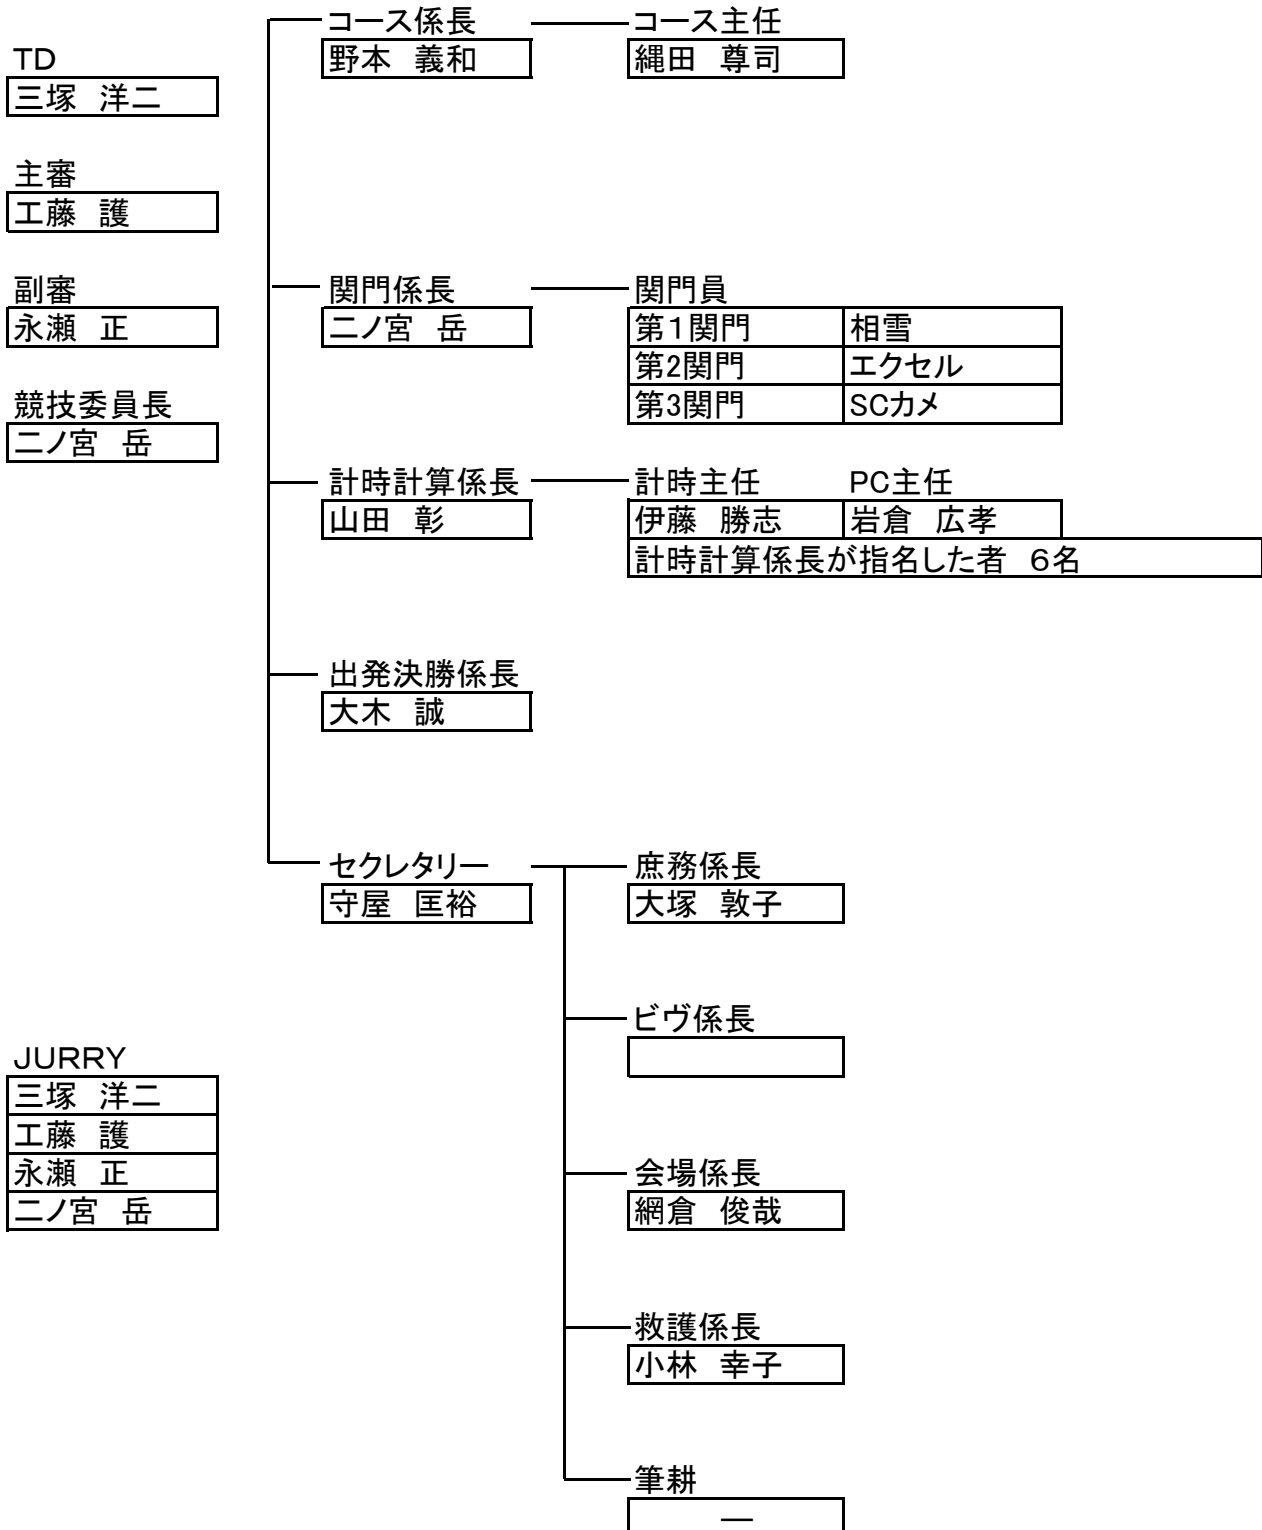 TD
三塚　洋二
主審
工藤　護
副審
永瀬　正
競技委員長
二ノ宮　岳
JURRY
三塚　洋二
工藤　護
永瀬　正
二ノ宮　岳
コース係長
野本　義和
コース主任
縄田　尊司
関門係長
二ノ宮　岳
関門員
第１関門　相雪
第2関門　エクセル
第3関門　SCカメ
計時計算係長
山田　彰
計時主任　PC主任
伊藤　勝志　岩倉　広孝
計時計算係長が指名した者　６名
出発決勝係長
大木　誠
セクレタリー
守屋　匡裕
庶務係長
大塚　敦子
ビヴ係長
会場係長
網倉　俊哉
救護係長
小林　幸子
筆耕
―